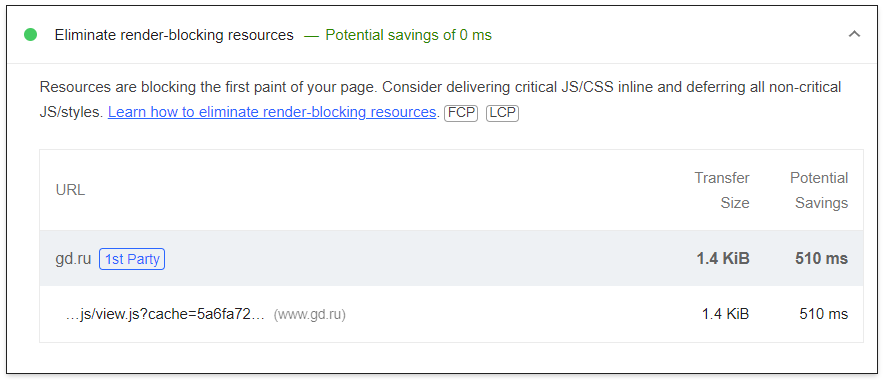 Eliminate render-blocking resources — Potential savings of 0 ms
Resources are blocking the first paint of your page. Consider delivering critical JS/CSS inline and deferring all non-critical
JS/styles. Learn how to eliminate render-blocking resources. FCP LCP
URL Transfer Size Potential Savings
gd.ru 1st Party 1.4 KiB 510 ms
…js/view.js?cache=5a6fa72… (www.gd.ru) 1.4 KiB 510 ms